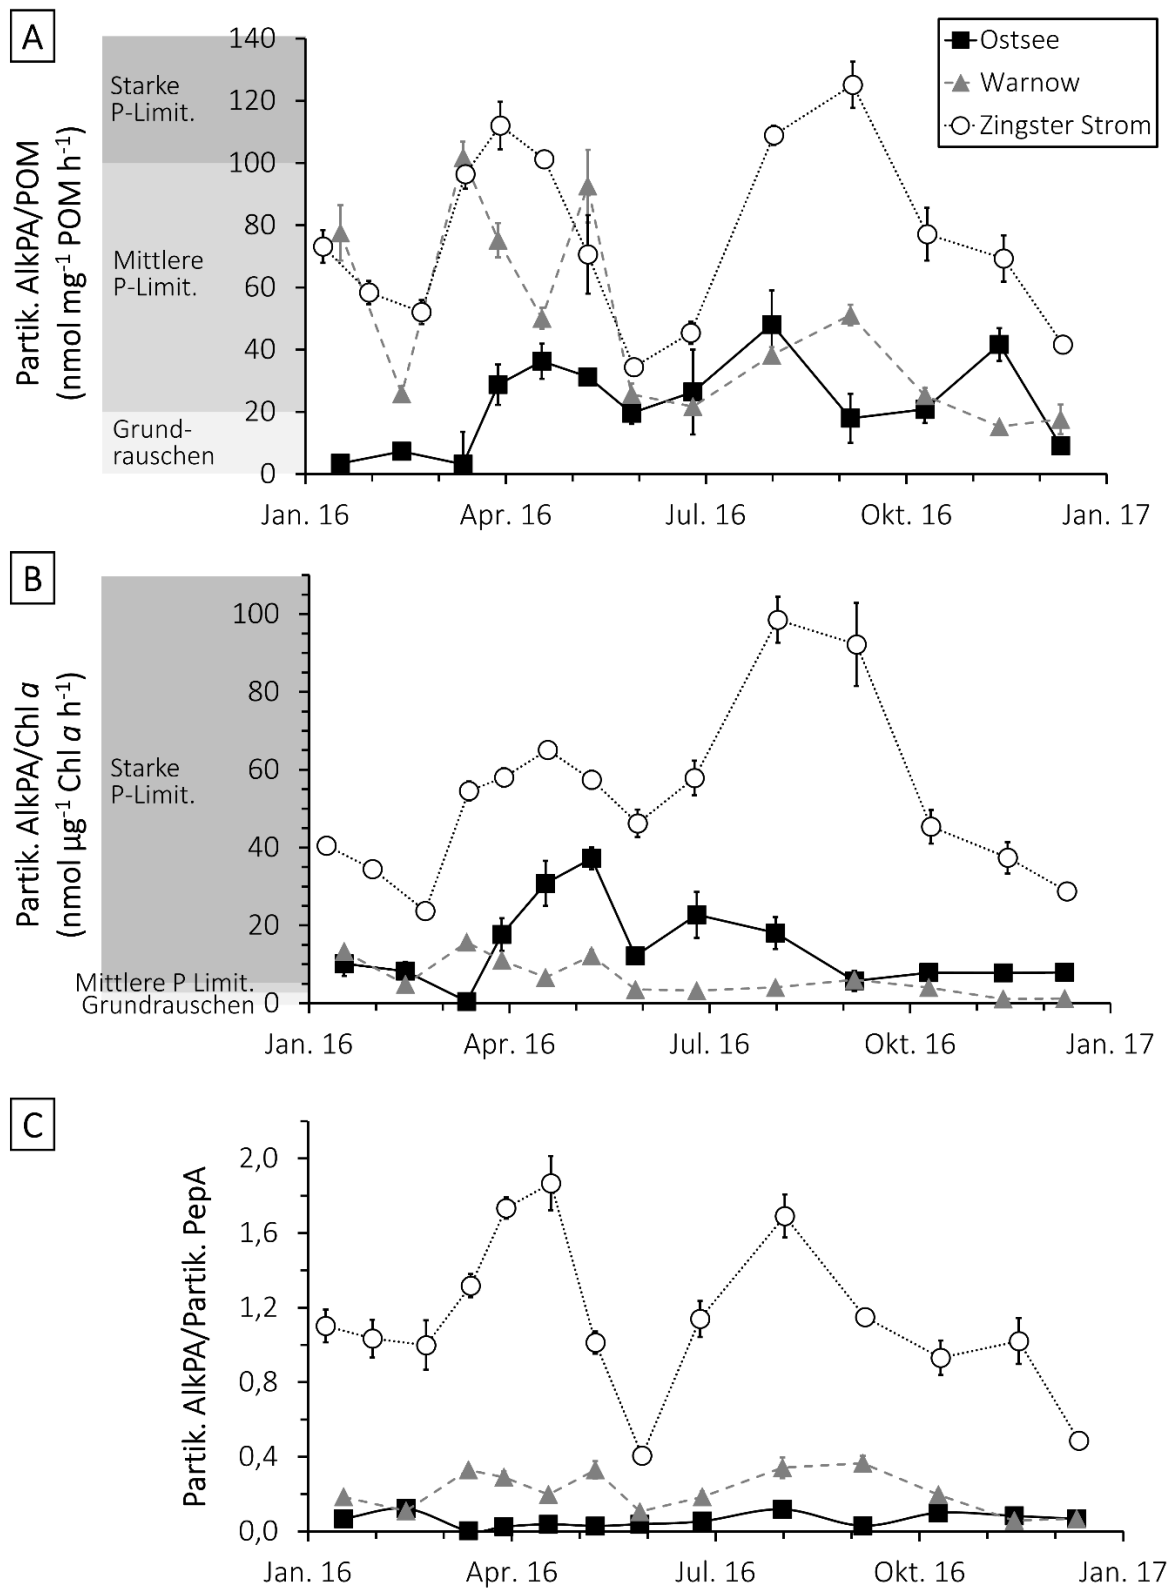 A
Partik. AlkPA/POM
(nmol mg⁻¹ POM h⁻¹)
Starke
P-Limit.
Mittlere
P-Limit.
Grund-
rauschen
140
120
100
80
60
40
20
0
Ostsee
Warnow
Zingster Strom
Jan. 16 Apr. 16 Jul. 16 Okt. 16 Jan. 17
B
Partik. AlkPA/Chl a
(nmol µg⁻¹ Chl a h⁻¹)
Starke
P-Limit.
Mittlere P Limit.
Grundrauschen
100
80
60
40
20
0
Jan. 16 Apr. 16 Jul. 16 Okt. 16 Jan. 17
C
Partik. AlkPA/Partik. PepA
2,0
1,6
1,2
0,8
0,4
0,0
Jan. 16 Apr. 16 Jul. 16 Okt. 16 Jan. 17